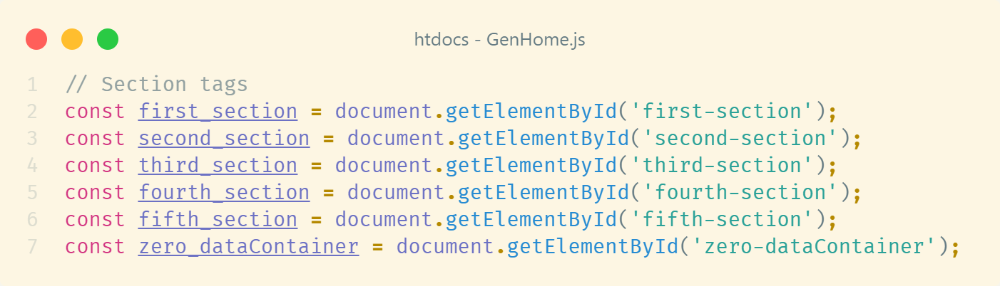 htdocs - GenHome.js
1 // Section tags
2 const first_section = document.getElementById('first-section');
3 const second_section = document.getElementById('second-section');
4 const third_section = document.getElementById('third-section');
5 const fourth_section = document.getElementById('fourth-section');
6 const fifth_section = document.getElementById('fifth-section');
7 const zero_dataContainer = document.getElementById('zero-dataContainer');